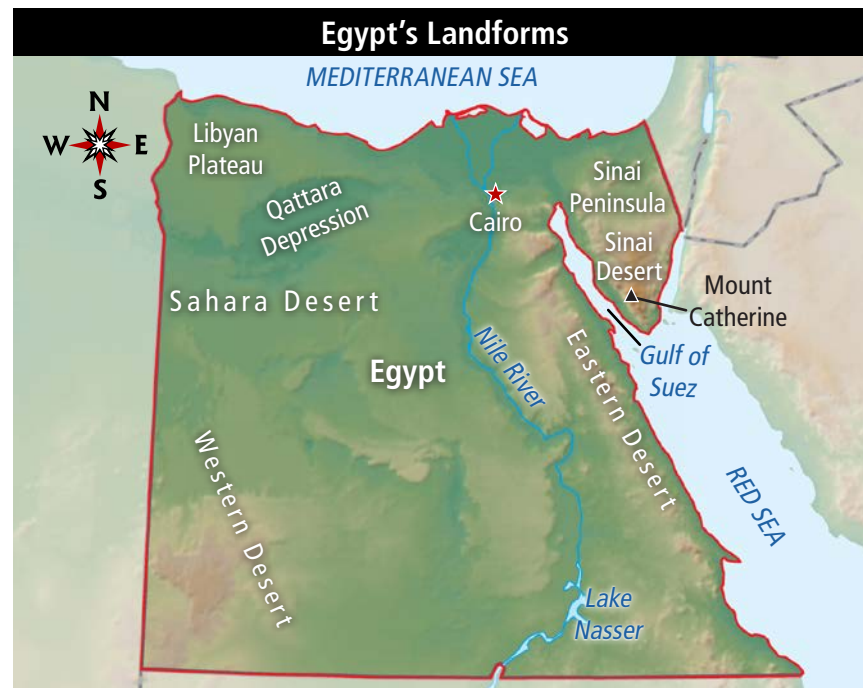 Egypt's Landforms
MEDITERRANEAN SEA
N
W
E
S
Libyan
Plateau
Qattara
Depression
Cairo
Sinai
Peninsula
Sinai
Desert
Mount
Catherine
Sahara Desert
Gulf of
Suez
Egypt
Nile River
Eastern Desert
Western Desert
RED SEA
Lake
Nasser